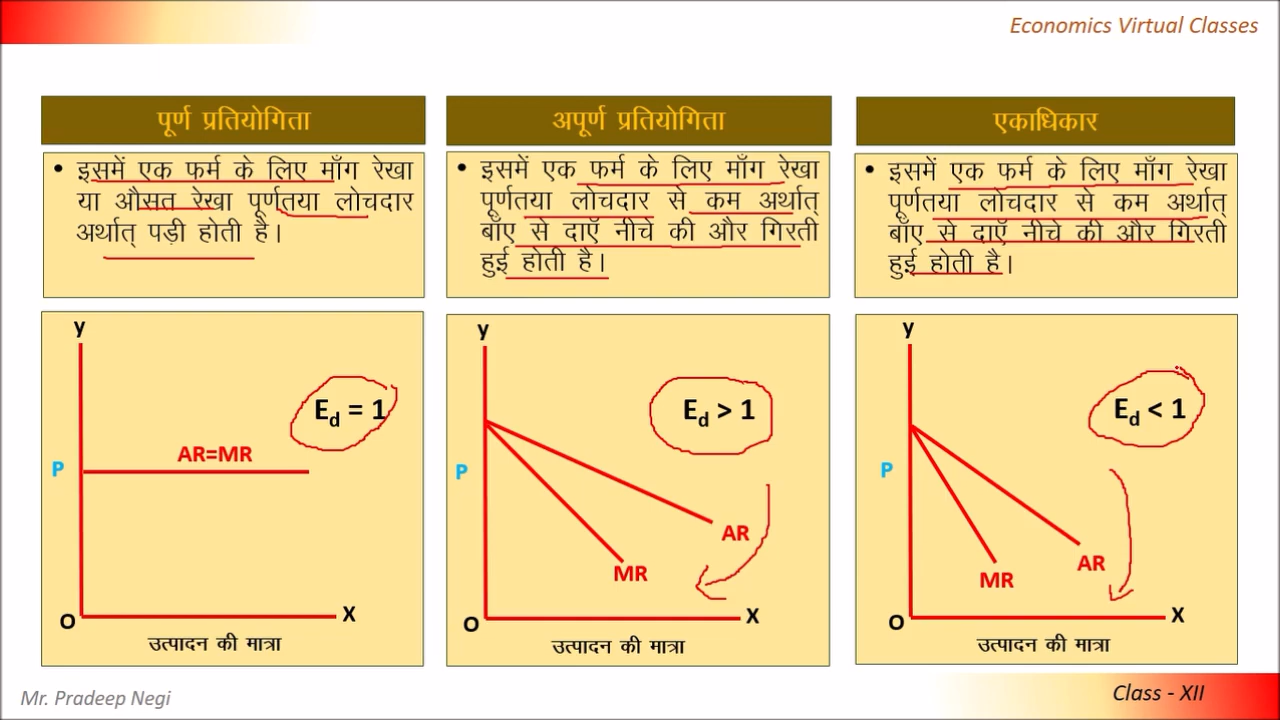 Economics Virtual Classes
पूर्ण प्रतियोगिता
• इसमें एक फर्म के लिए माँग रेखा
या औसत रेखा पूर्णतया लोचदार
अर्थात् पड़ी होती है।
y
P
AR=MR
Ed = 1
O
X
उत्पादन की मात्रा
अपूर्ण प्रतियोगिता
• इसमें एक फर्म के लिए माँग रेखा
पूर्णतया लोचदार से कम अर्थात्
बाँए से दाएँ नीचे की और गिरती
हुई होती है।
y
P
Ed > 1
AR
MR
O
X
उत्पादन की मात्रा
एकाधिकार
• इसमें एक फर्म के लिए माँग रेखा
पूर्णतया लोचदार से कम अर्थात्
बाँए से दाएँ नीचे की और गिरती
हुई होती है।
y
P
Ed < 1
AR
MR
O
X
उत्पादन की मात्रा
Mr. Pradeep Negi
Class - XII